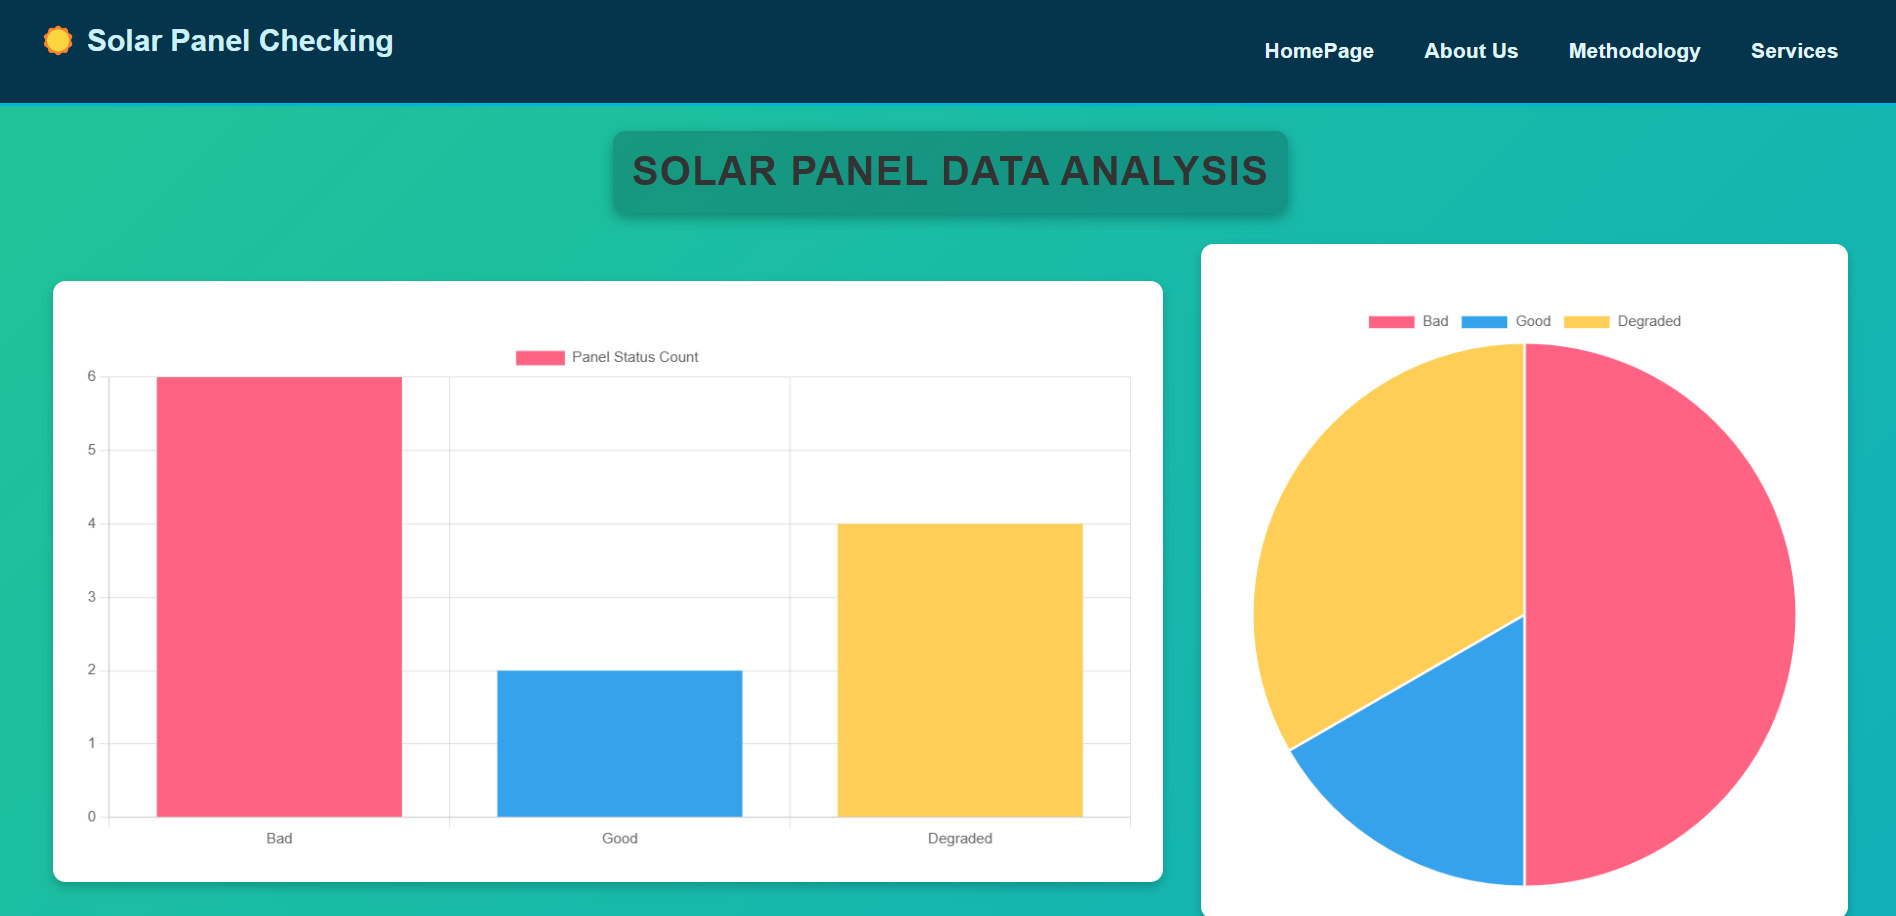 Solar Panel Checking
HomePage About Us Methodology Services
SOLAR PANEL DATA ANALYSIS
Panel Status Count
6
5
4
3
2
1
0
Bad Good Degraded
Bad Good Degraded